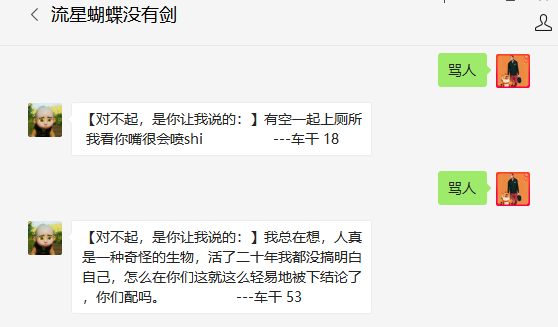 流星蝴蝶没有剑
骂人
【对不起，是你让我说的：】有空一起上厕所
我看你嘴很会喷shi ---车干 18
骂人
【对不起，是你让我说的：】我总在想，人真
是一种奇怪的生物，活了二十年我都没搞明白
自己，怎么在你们这就这么轻易地被下结论了
，你们配吗。 ---车干 53